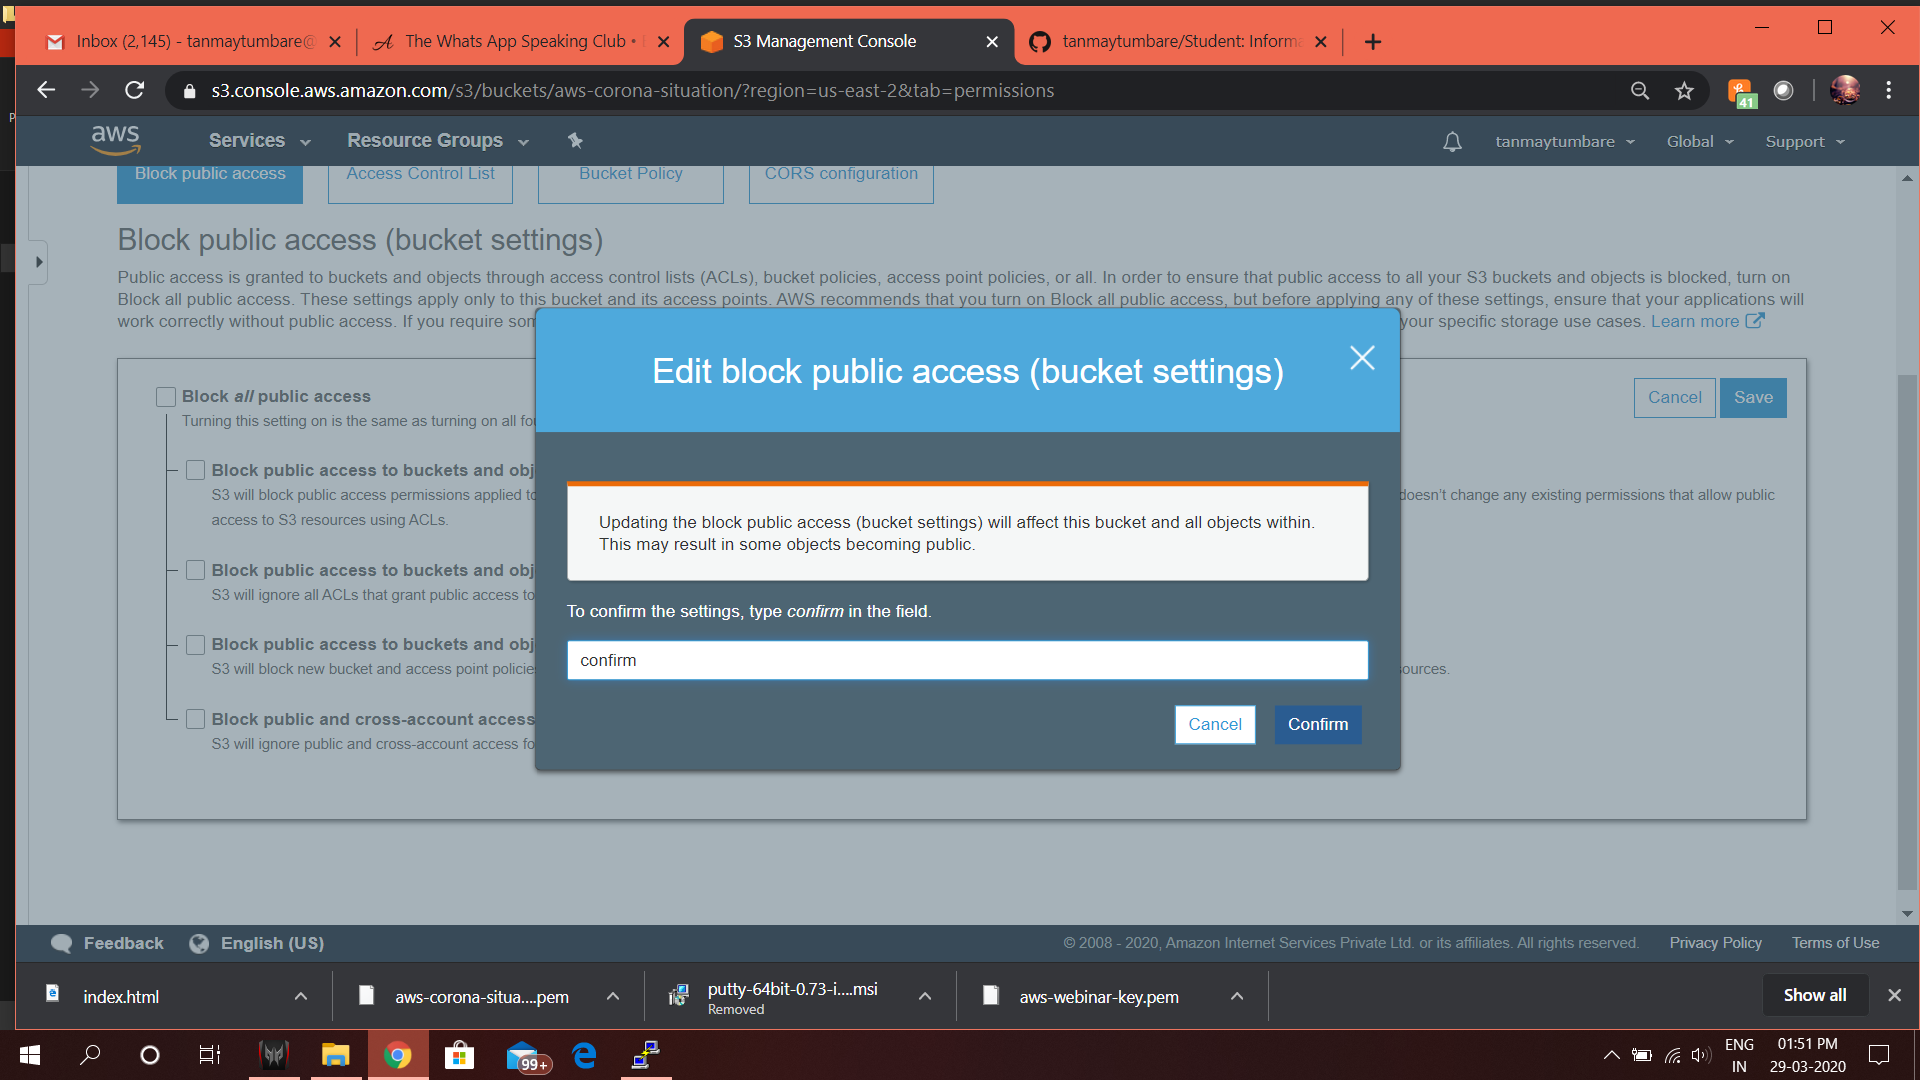 Inbox (2,145) - tanmaytumbare@
The Whats App Speaking Club •
S3 Management Console
tanmaytumbare/Student: Informa
s3.console.aws.amazon.com/s3/buckets/aws-corona-situation/?region=us-east-2&tab=permissions
41
aws
Services
Resource Groups
tanmaytumbare
Global
Support
Block public access
Access Control List
Bucket Policy
CORS configuration
Block public access (bucket settings)
Public access is granted to buckets and objects through access control lists (ACLs), bucket policies, access point policies, or all. In order to ensure that public access to all your S3 buckets and objects is blocked, turn on
Block all public access. These settings apply only to this bucket and its access points. AWS recommends that you turn on Block all public access, but before applying any of these settings, ensure that your applications will
work correctly without public access. If you require som
your specific storage use cases. Learn more
Edit block public access (bucket settings)
Block all public access
Cancel
Save
Turning this setting on is the same as turning on all fou
Block public access to buckets and obj
S3 will block public access permissions applied to
doesn't change any existing permissions that allow public
access to S3 resources using ACLs.
Updating the block public access (bucket settings) will affect this bucket and all objects within.
This may result in some objects becoming public.
Block public access to buckets and obj
S3 will ignore all ACLs that grant public access to
To confirm the settings, type confirm in the field.
Block public access to buckets and obj
S3 will block new bucket and access point policies
ources.
confirm
Block public and cross-account access
S3 will ignore public and cross-account access fo
Cancel
Confirm
Feedback
English (US)
© 2008 - 2020, Amazon Internet Services Private Ltd. or its affiliates. All rights reserved.
Privacy Policy
Terms of Use
index.html
aws-corona-situa....pem
putty-64bit-0.73-i....msi
Removed
aws-webinar-key.pem
Show all
99+
ENG
IN
01:51 PM
29-03-2020